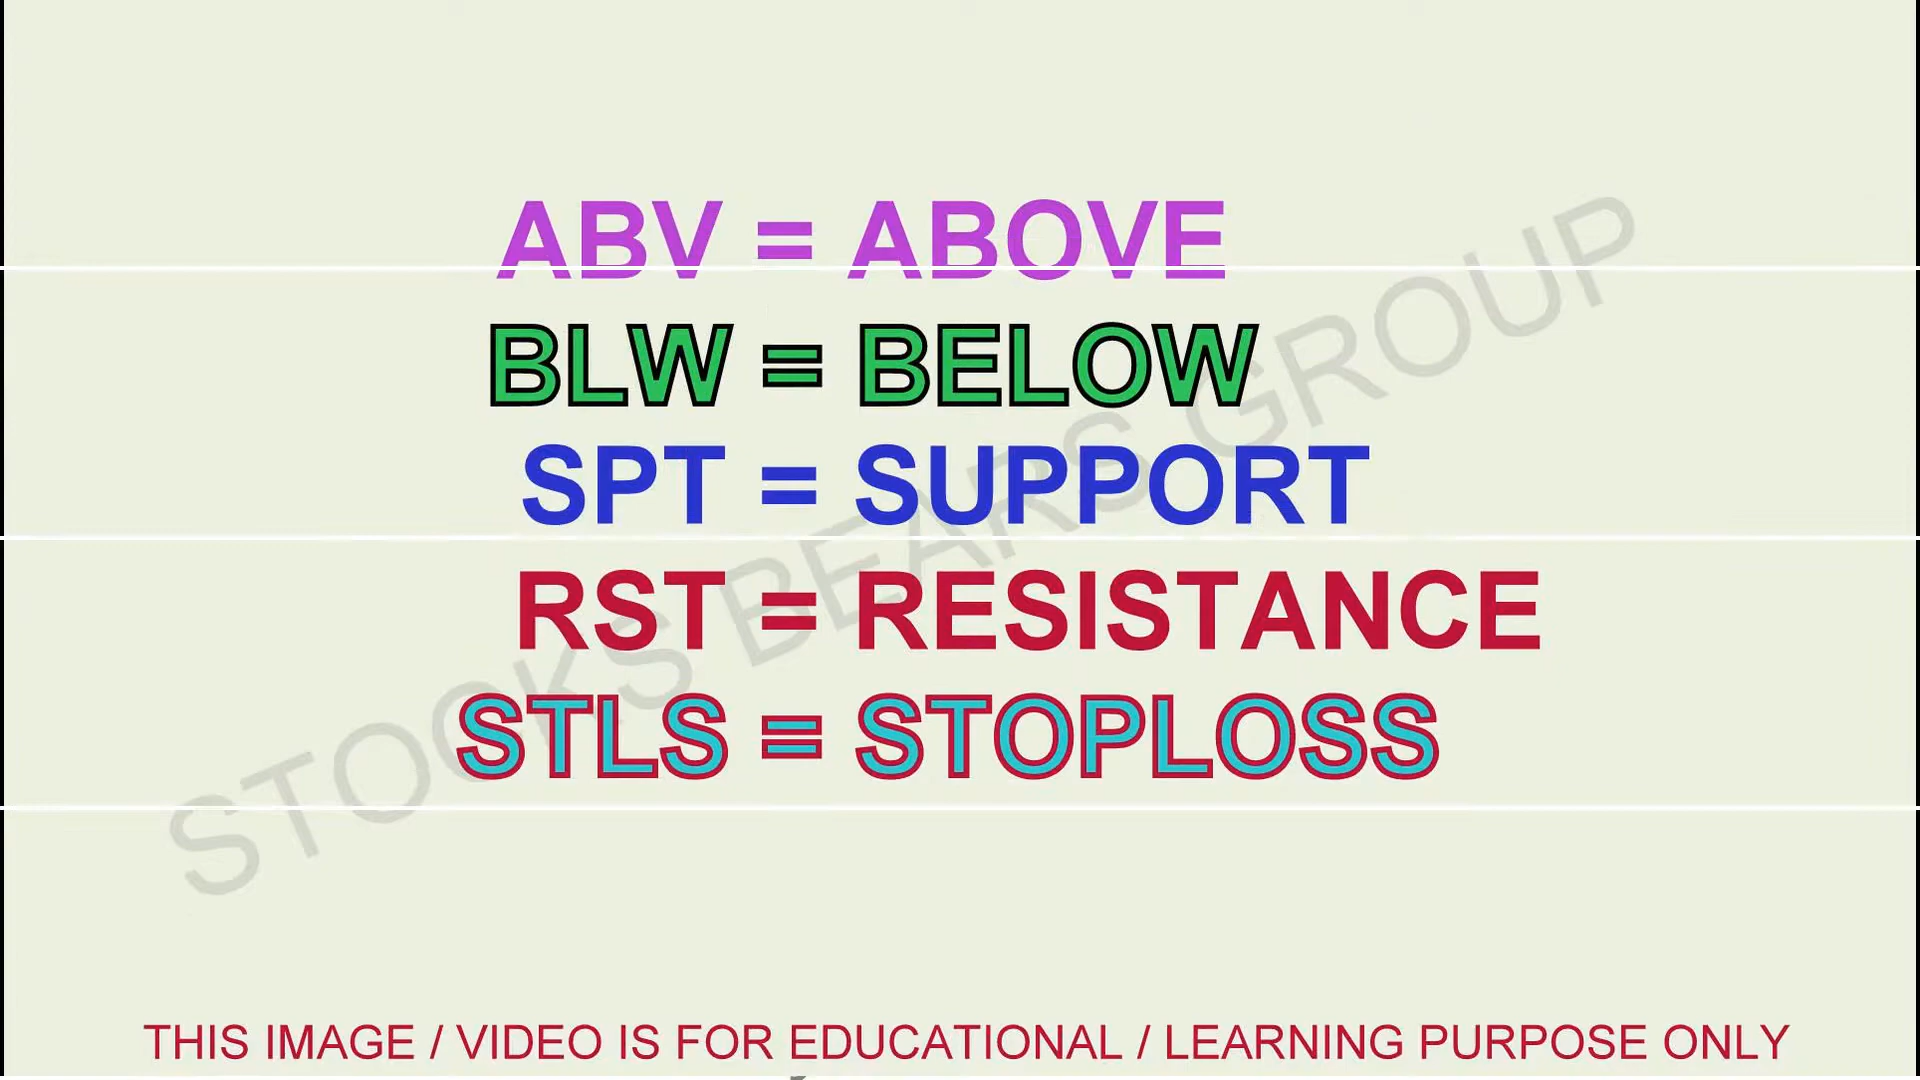 ABV = ABOVE
BLW = BELOW
SPT = SUPPORT
RST = RESISTANCE
STLS = STOPLOSS
STOCKS BEARS GROUP
THIS IMAGE / VIDEO IS FOR EDUCATIONAL / LEARNING PURPOSE ONLY